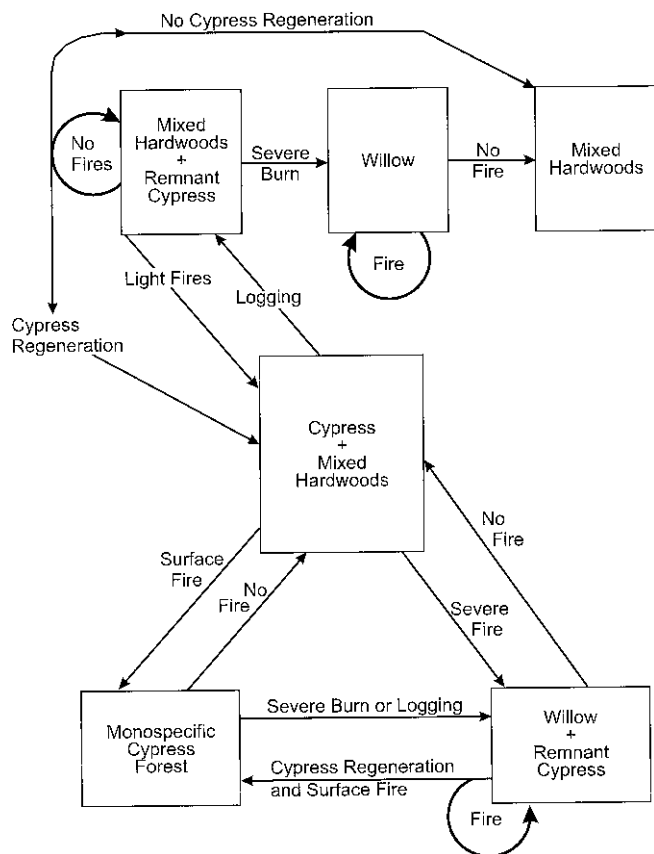 No Cypress Regeneration
No
Fires
Mixed
Hardwoods
+
Remnant
Cypress
Severe
Burn
Willow
No
Fire
Mixed
Hardwoods
Fire
Light Fires
Logging
Cypress
Regeneration
Cypress
+
Mixed
Hardwoods
Surface
Fire
No
Fire
Severe
Fire
No
Fire
Monospecific
Cypress
Forest
Severe Burn or Logging
Willow
+
Remnant
Cypress
Cypress Regeneration
and Surface Fire
Fire